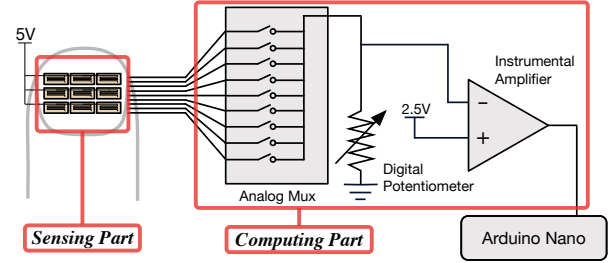 5V
Instrumental
Amplifier
2.5V
Digital
Potentiometer
Analog Mux
Sensing Part
Computing Part
Arduino Nano